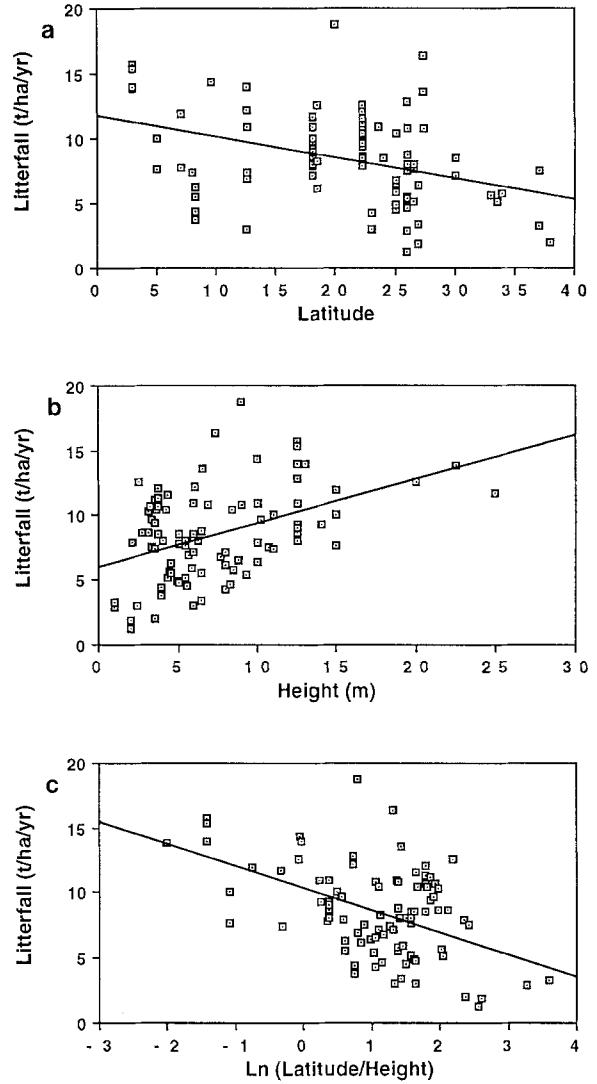 a
20
15
10
5
0
Litterfall (t/ha/yr)
0 5 10 15 20 25 30 35 40
Latitude
b
20
15
10
5
0
Litterfall (t/ha/yr)
0 5 10 15 20 25 30
Height (m)
c
20
15
10
5
0
Litterfall (t/ha/yr)
-3 -2 -1 0 1 2 3 4
Ln (Latitude/Height)